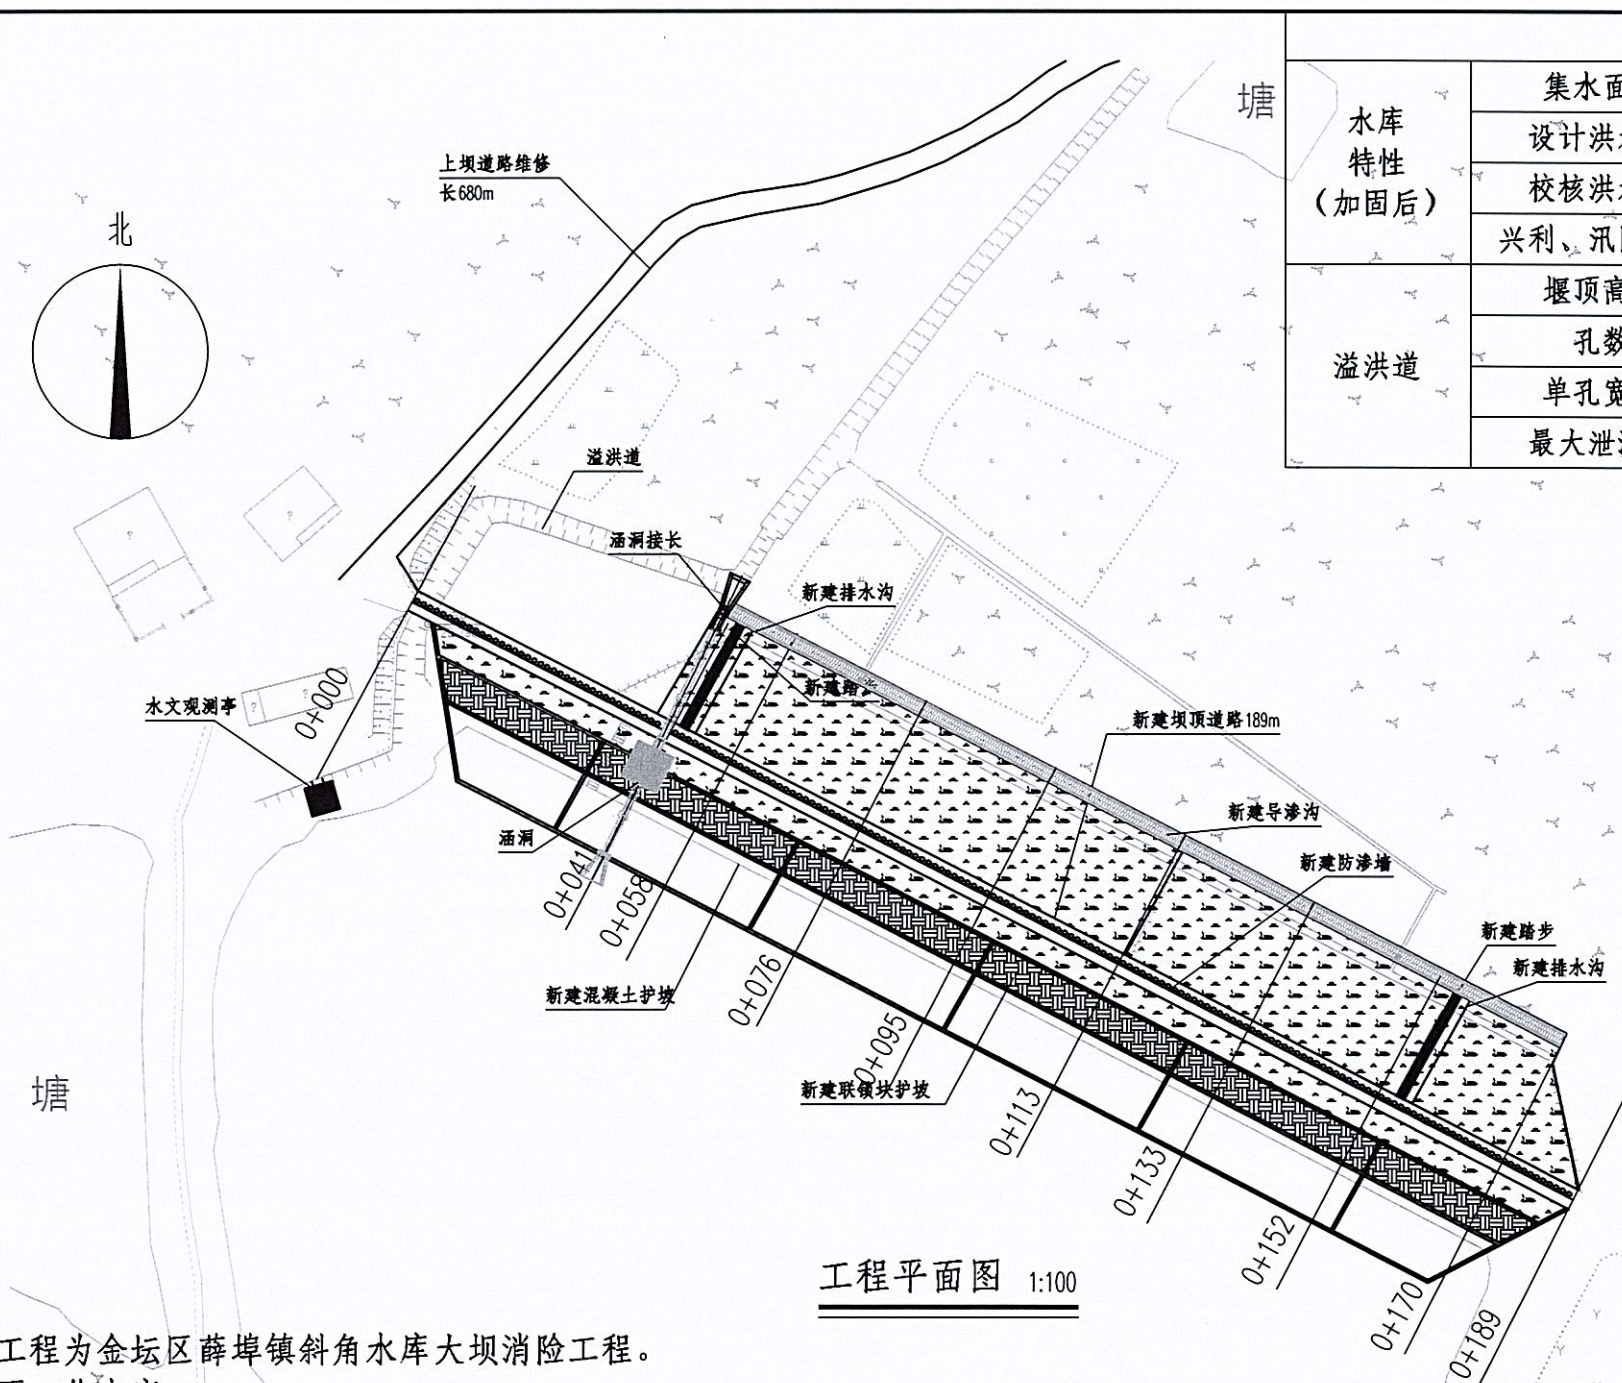 塘
水库
特性
（加固后）
集水面
设计洪
校核洪
兴利、汛
溢洪道
堰顶高
孔数
单孔宽
最大泄
上坝道路维修
长680m
北
溢洪道
涵洞接长
新建排水沟
新建踏
水文观测亭
0+000
新建坝顶道路189m
新建导渗沟
新建防渗墙
涵洞
0+041
0+058
新建踏步
新建排水沟
新建混凝土护坡
0+076
0+095
新建联锁块护坡
塘
0+113
0+133
0+152
0+170
0+189
工程平面图 1:100
工程为金坛区薛埠镇斜角水库大坝消险工程。